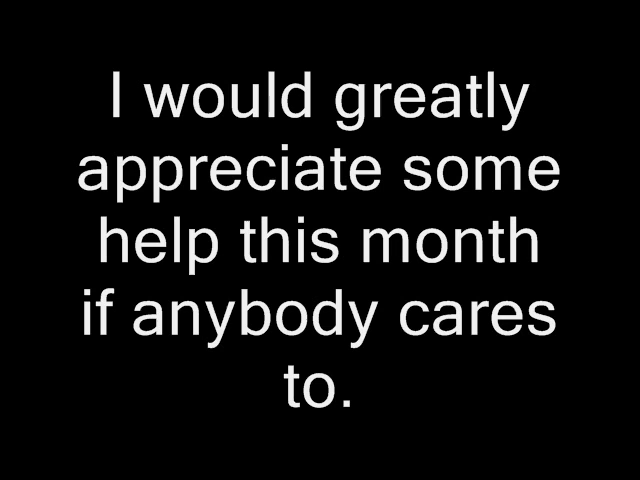 I would greatly
appreciate some
help this month
if anybody cares
to.